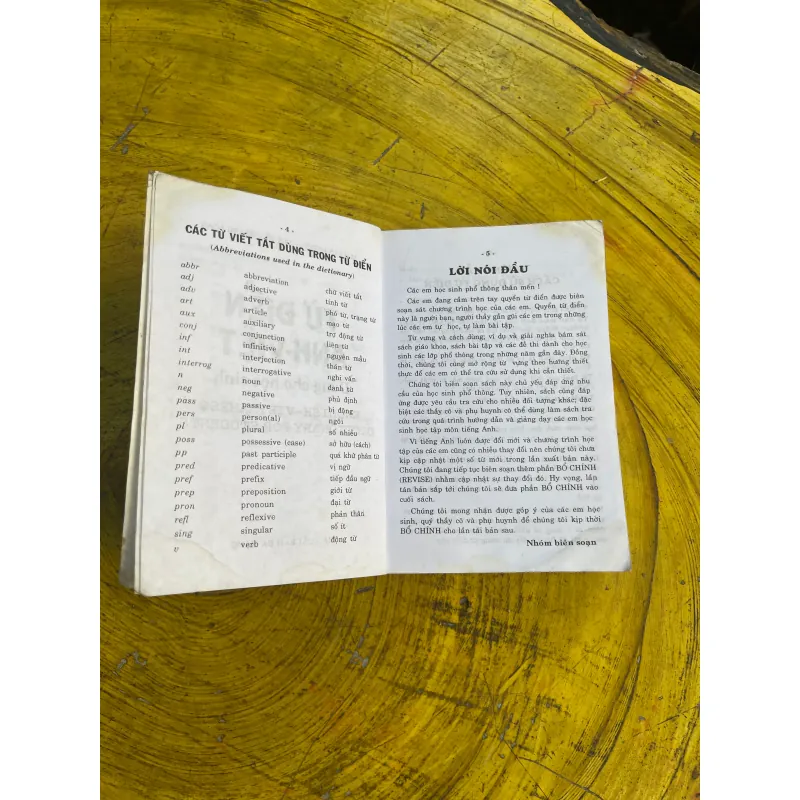 - 4 -
CÁC TỪ VIẾT TẮT DÙNG TRONG TỪ ĐIỂN
(Abbreviations used in the dictionary)
abbr abbreviation chữ viết tắt
adj adjective tính từ
adv adverb phó từ, trạng từ
art article mạo từ
aux auxiliary trợ động từ
conj conjunction liên từ
inf infinitive nguyên mẫu
int interjection thán từ
interrog interrogative nghi vấn
n noun danh từ
neg negative phủ định
pass passive bị động
pers person(al) ngôi
pl plural số nhiều
poss possessive (case) sở hữu (cách)
pp past participle quá khứ phân từ
pred predicative vị ngữ
pref prefix tiếp đầu ngữ
prep preposition giới từ
pron pronoun đại từ
refl reflexive phản thân
sing singular số ít
v verb động từ
- 5 -
LỜI NÓI ĐẦU
Các em học sinh phổ thông thân mến !
Các em đang cầm trên tay quyển từ điển được biên
soạn sát chương trình học của các em. Quyển từ điển
này là người bạn, người thầy gần gũi các em trong những
lúc các em tự học, tự làm bài tập.
Từ vựng và cách dùng; ví dụ và giải nghĩa bám sát
sách giáo khoa, sách bài tập và các đề thi dành cho học
sinh các lớp phổ thông trong những năm gần đây. Đồng
thời, chúng tôi cũng mở rộng từ vựng theo hướng thiết
thực để các em có thể tra cứu sử dụng khi cần thiết.
Chúng tôi biên soạn sách này chủ yếu đáp ứng nhu
cầu của học sinh phổ thông. Tuy nhiên, sách cũng đáp
ứng được yêu cầu tra cứu cho nhiều đối tượng khác; đặc
biệt các thầy cô và phụ huynh có thể dùng làm sách tra
cứu trong quá trình hướng dẫn và giảng dạy các em học
sinh học tập môn tiếng Anh.
Vì tiếng Anh luôn được đổi mới và chương trình học
tập của các em cũng có nhiều thay đổi nên chúng tôi chưa
kịp cập nhật một số từ mới trong lần xuất bản này.
Chúng tôi đang tiếp tục biên soạn thêm phần BỔ CHỈNH
(REVISE) nhằm cập nhật sự thay đổi đó. Hy vọng, lần
tán bản sắp tới chúng tôi sẽ đưa phần BỔ CHỈNH vào
cuối sách.
Chúng tôi mong nhận được góp ý của các em học
sinh, quý thầy cô và phụ huynh để chúng tôi kịp thời
BỔ CHỈNH cho lần tái bản sau.
Nhóm biên soạn